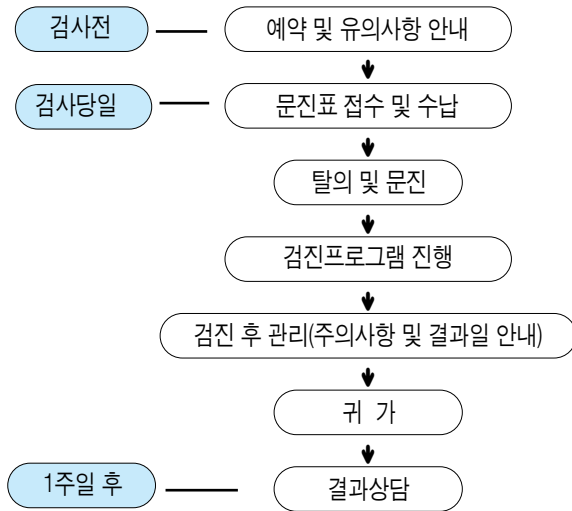 검사전
예약 및 유의사항 안내
검사당일
문진표 접수 및 수납
탈의 및 문진
검진프로그램 진행
검진 후 관리(주의사항 및 결과일 안내)
귀 가
1주일 후
결과상담